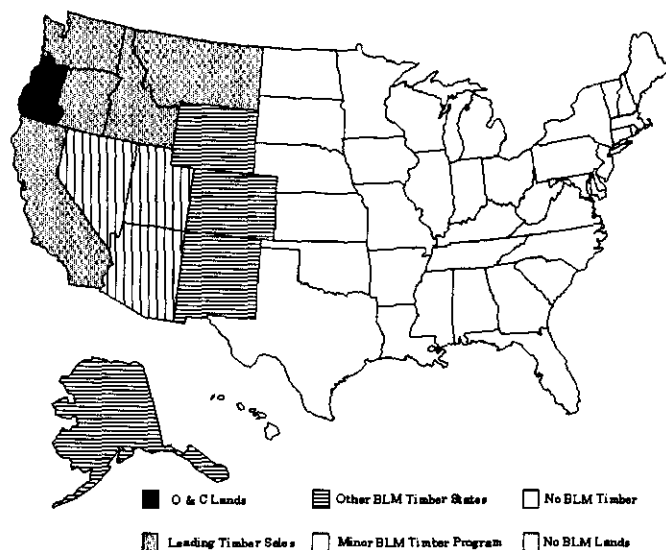 O & C Lands
Other BLM Timber States
No BLM Timber
Leading Timber Sales
Minor BLM Timber Program
No BLM Lands